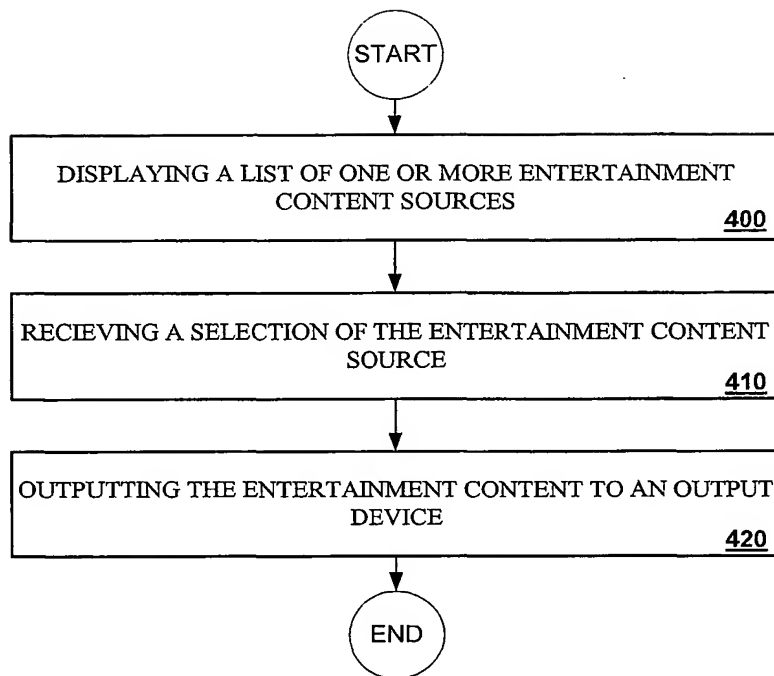 START
DISPLAYING A LIST OF ONE OR MORE ENTERTAINMENT
CONTENT SOURCES
400
RECIEVING A SELECTION OF THE ENTERTAINMENT CONTENT
SOURCE
410
OUTPUTTING THE ENTERTAINMENT CONTENT TO AN OUTPUT
DEVICE
420
END